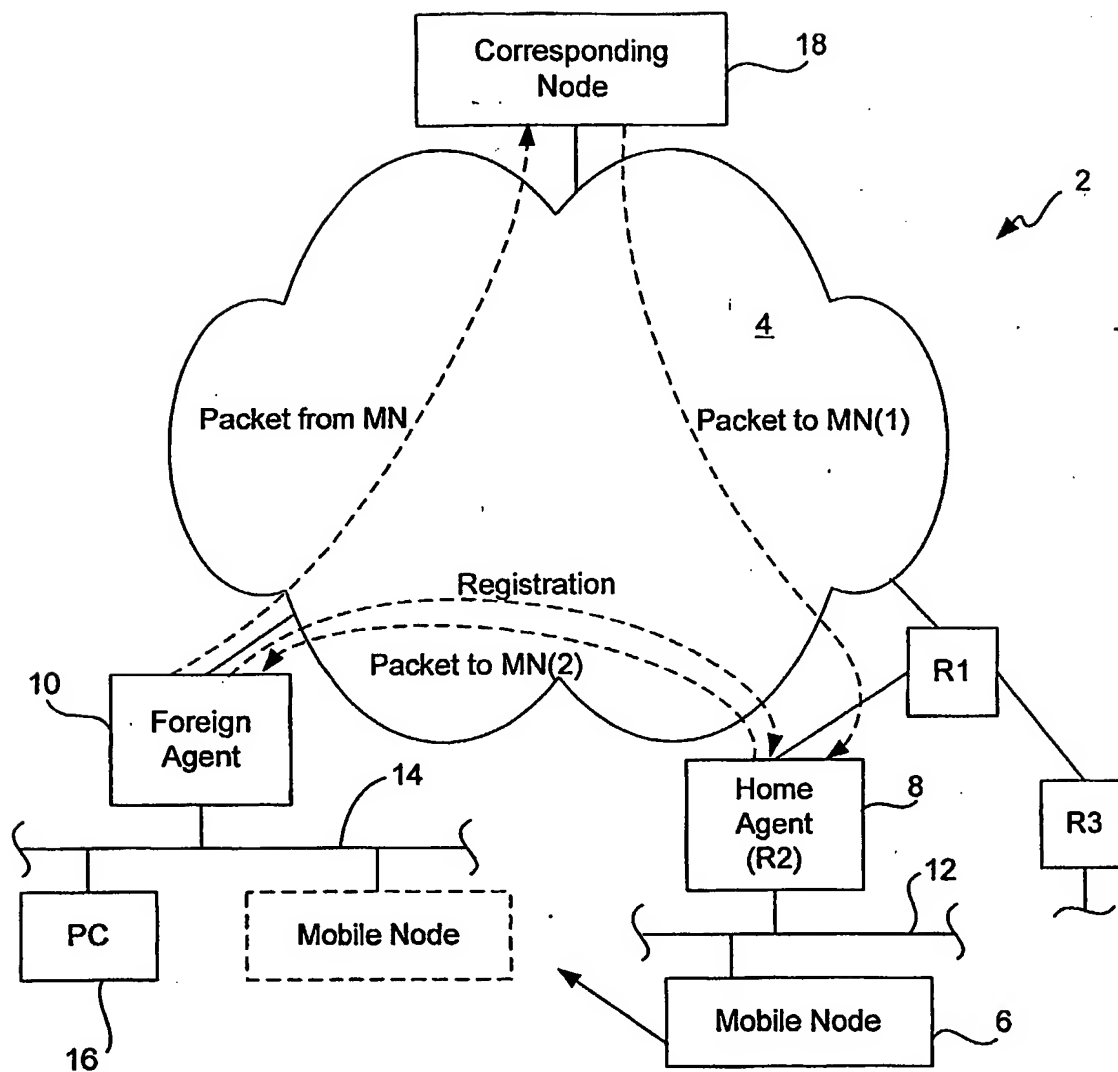 Corresponding
Node
18
2
4
Packet from MN
Packet to MN(1)
Registration
Packet to MN(2)
10
Foreign
Agent
R1
14
Home
Agent
(R2)
8
R3
12
PC
Mobile Node
16
Mobile Node
6